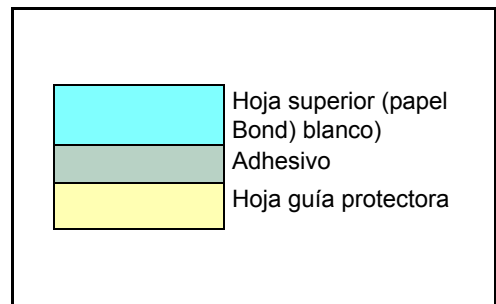 Hoja superior (papel
Bond) blanco)
Adhesivo
Hoja guía protectora